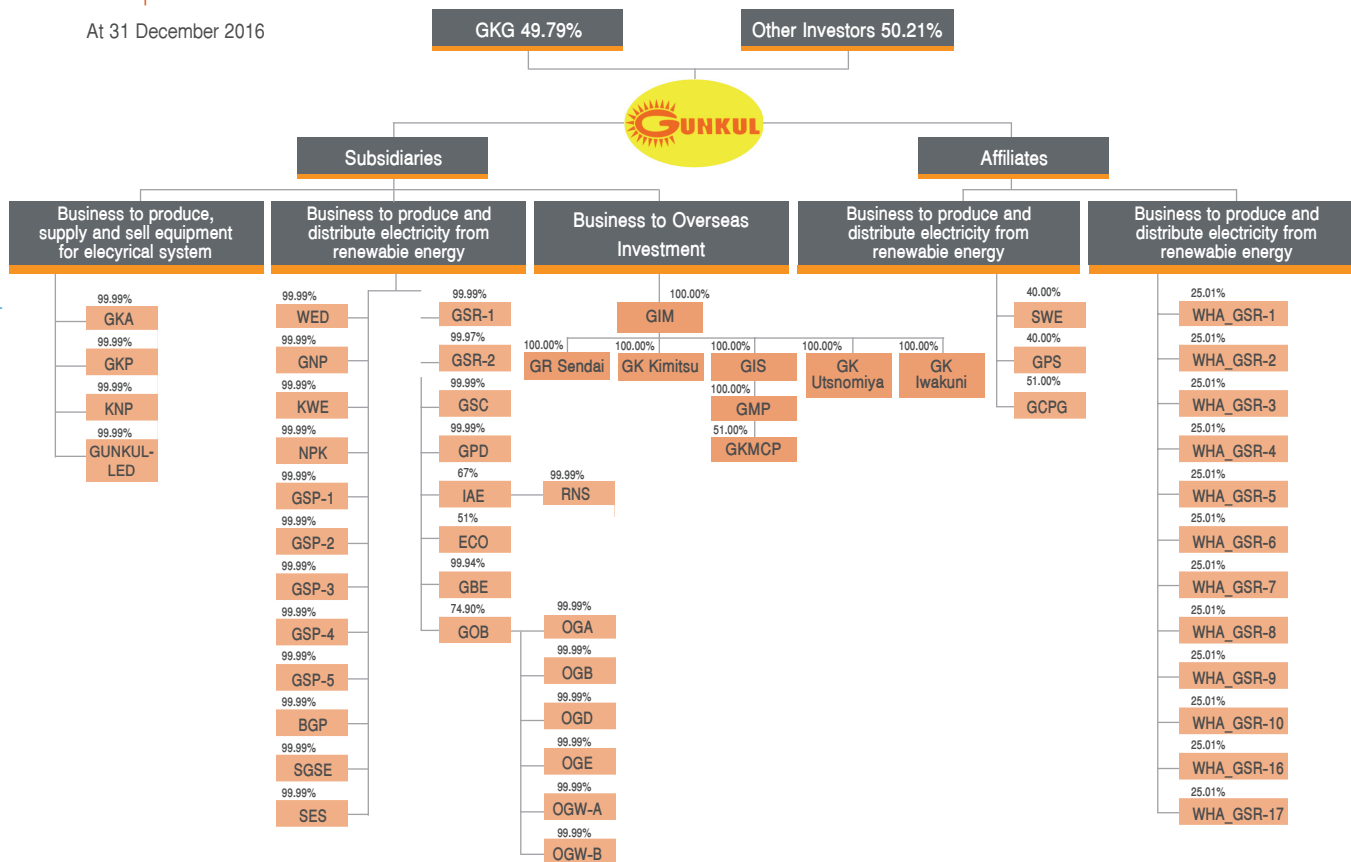 At 31 December 2016
GKG 49.79%
Other Investors 50.21%
GUNKUL
Subsidiaries
Affiliates
Business to produce,
supply and sell equipment
for elecyrical system
Business to produce and
distribute electricity from
renewabie energy
Business to Overseas
Investment
Business to produce and
distribute electricity from
renewabie energy
Business to produce and
distribute electricity from
renewabie energy
99.99%
GKA
99.99%
GKP
99.99%
KNP
99.99%
GUNKUL-
LED
99.99%
WED
99.99%
GNP
99.99%
KWE
99.99%
NPK
99.99%
GSP-1
99.99%
GSP-2
99.99%
GSP-3
99.99%
GSP-4
99.99%
GSP-5
99.99%
BGP
99.99%
SGSE
99.99%
SES
99.99%
GSR-1
99.97%
GSR-2
99.99%
GSC
99.99%
GPD
67%
IAE
99.99%
RNS
51%
ECO
99.94%
GBE
74.90%
GOB
99.99%
OGA
99.99%
OGB
99.99%
OGD
99.99%
OGE
99.99%
OGW-A
99.99%
OGW-B
100.00%
GIM
100.00%
GR Sendai
100.00%
GK Kimitsu
100.00%
GIS
100.00%
GK
Utsnomiya
100.00%
GK
Iwakuni
100.00%
GMP
51.00%
GKMCP
40.00%
SWE
40.00%
GPS
51.00%
GCPG
25.01%
WHA_GSR-1
25.01%
WHA_GSR-2
25.01%
WHA_GSR-3
25.01%
WHA_GSR-4
25.01%
WHA_GSR-5
25.01%
WHA_GSR-6
25.01%
WHA_GSR-7
25.01%
WHA_GSR-8
25.01%
WHA_GSR-9
25.01%
WHA_GSR-10
25.01%
WHA_GSR-16
25.01%
WHA_GSR-17